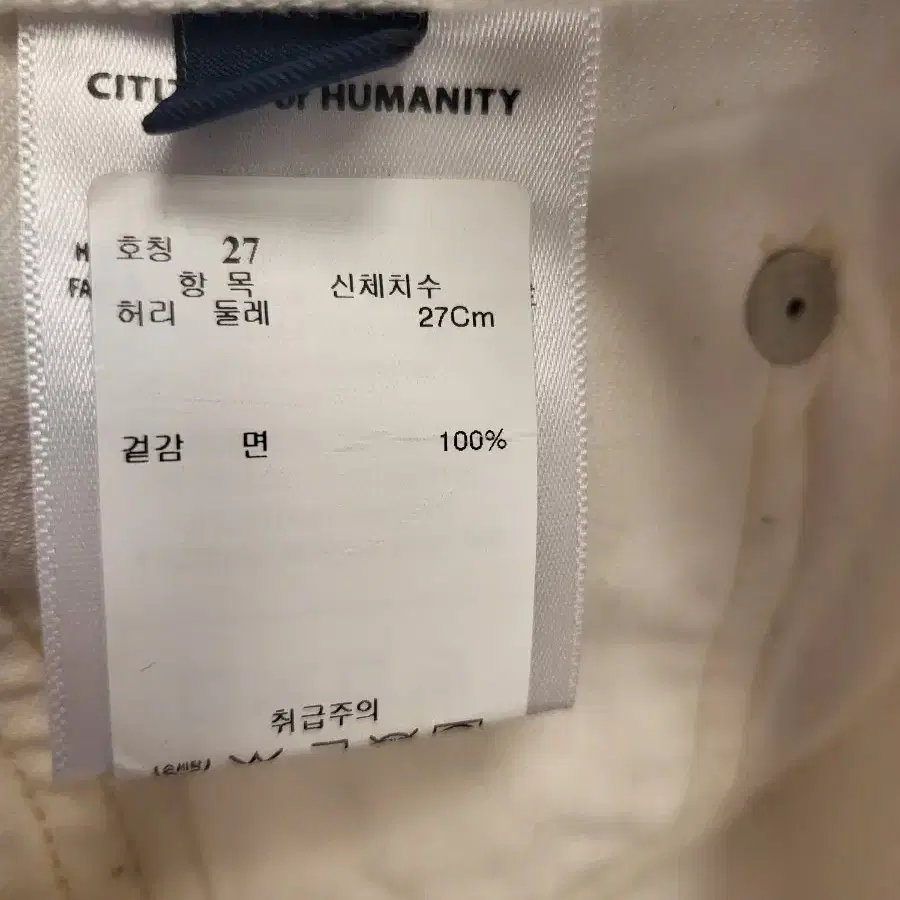 OF HUMANITY
호칭 27
항 목 신체치수
허리 둘레 27Cm
겉감 면 100%
취급주의